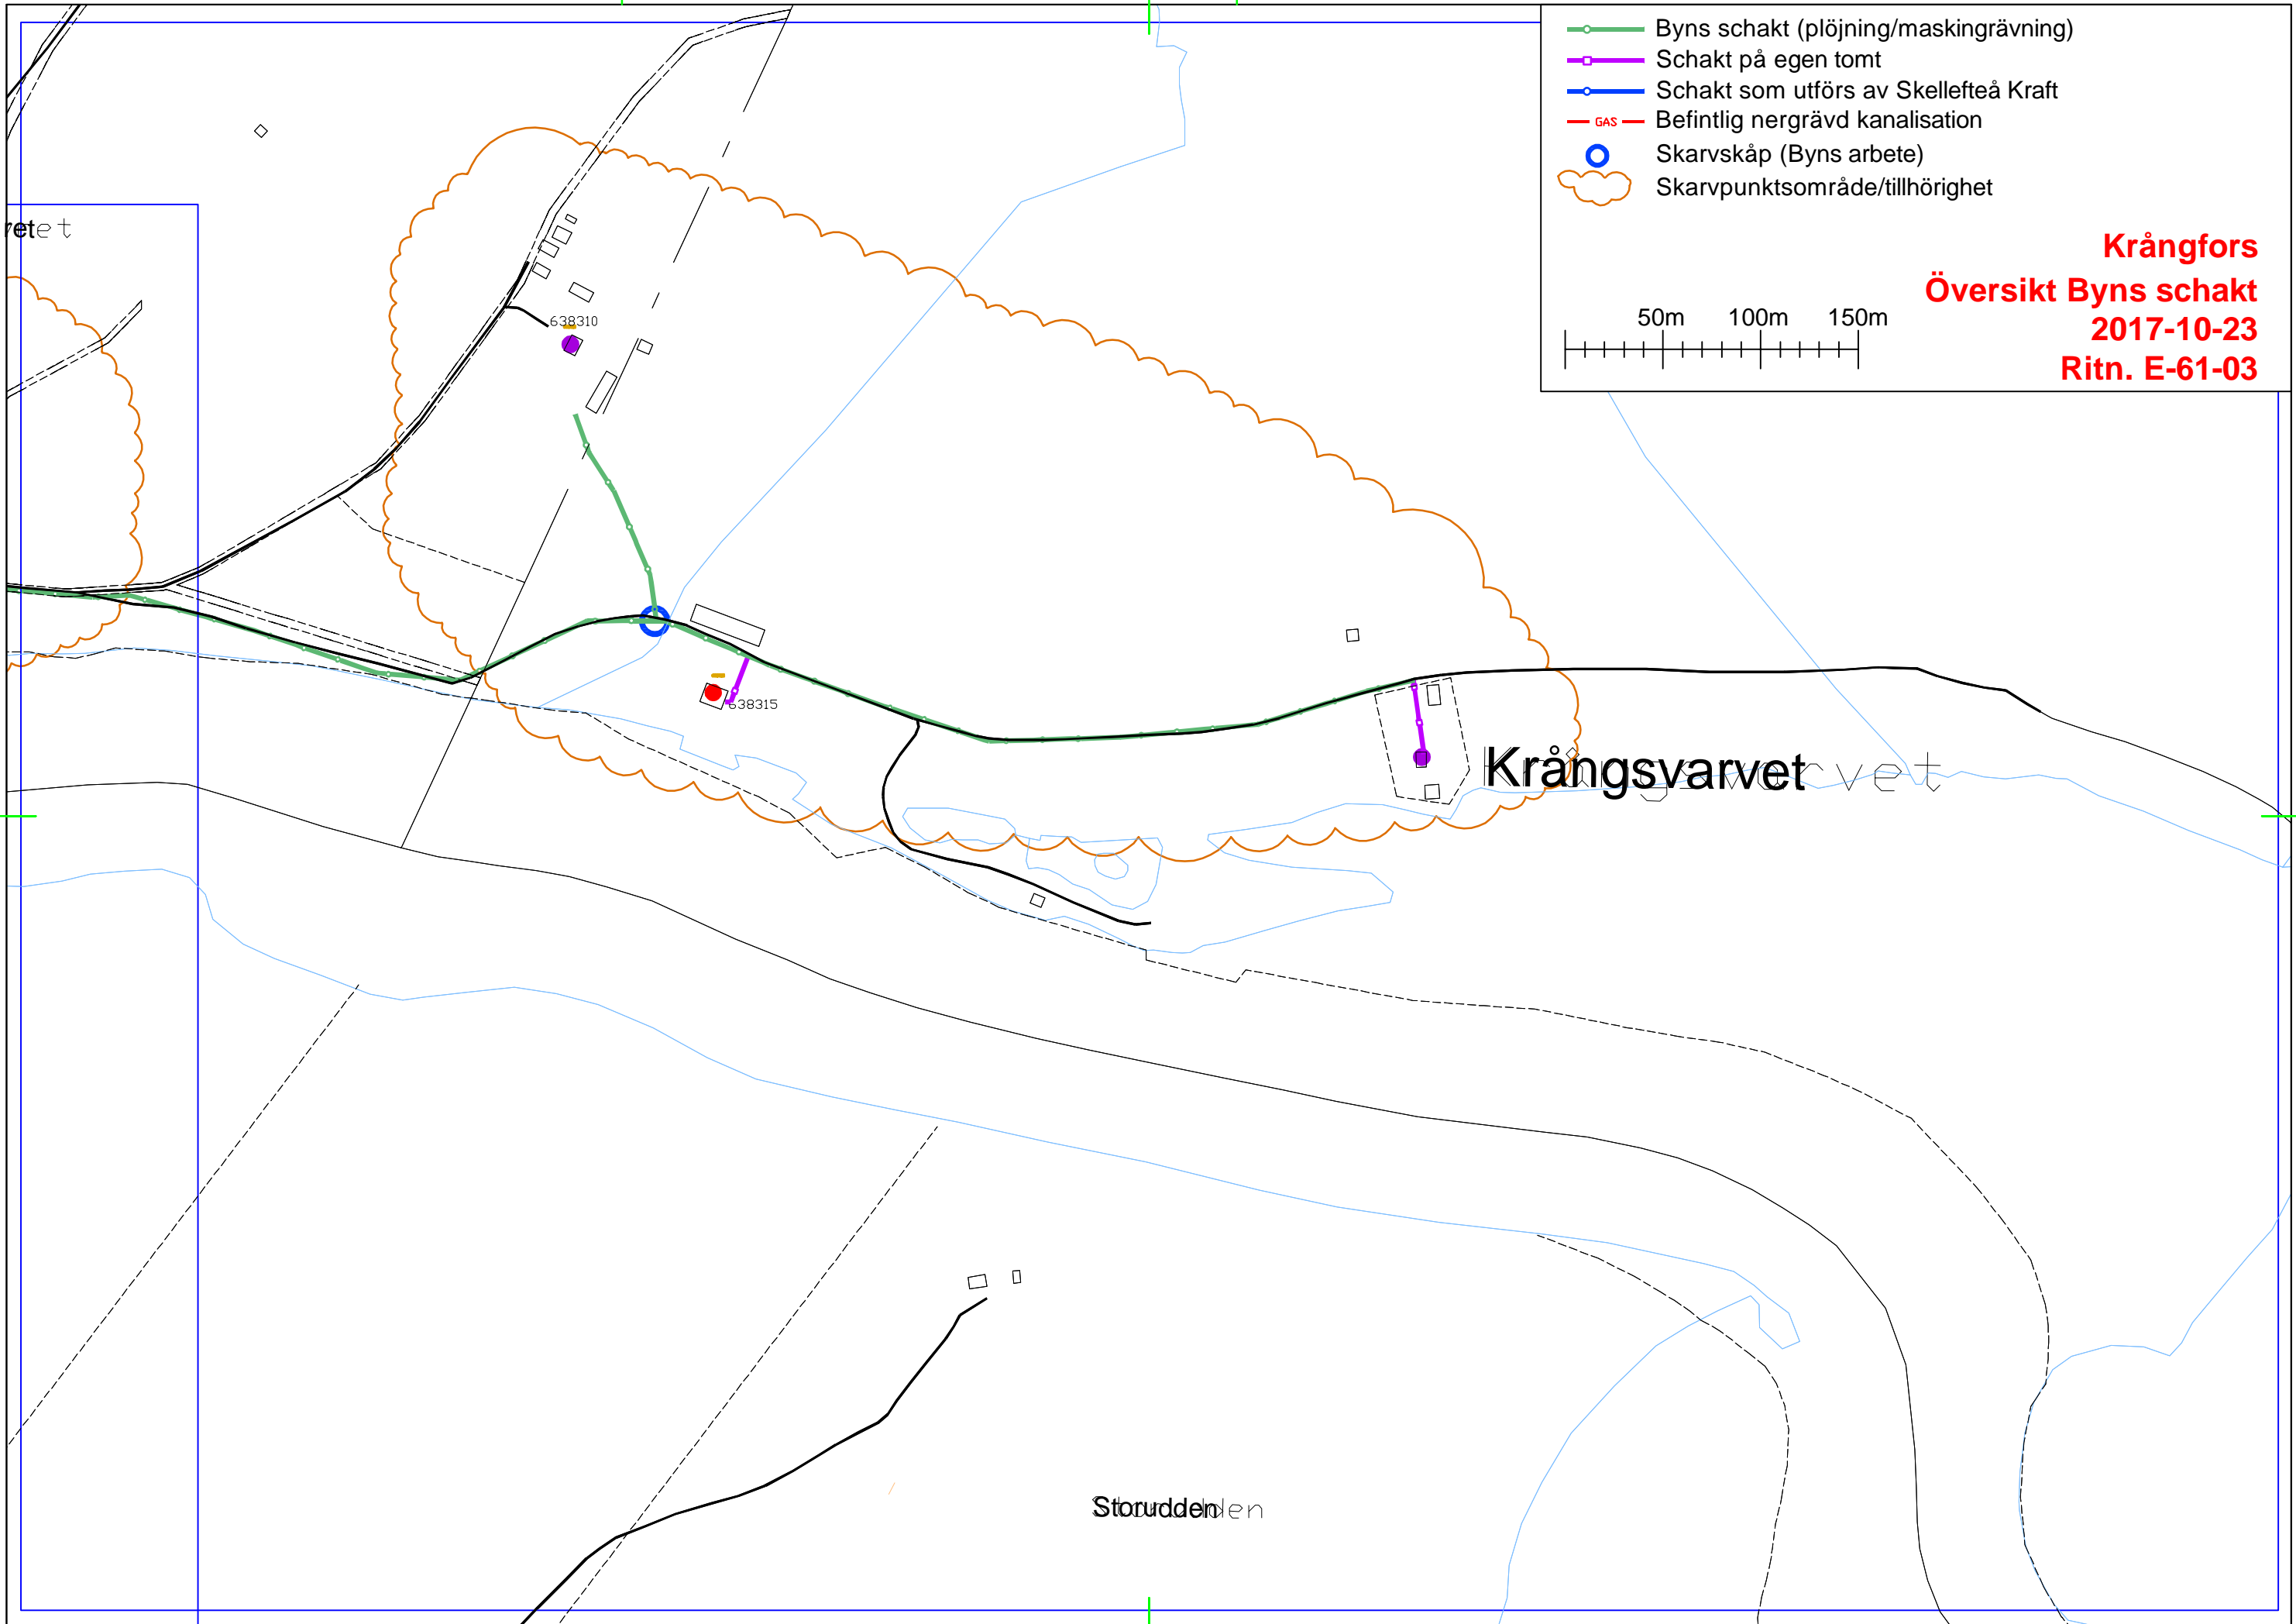 Byns schakt (plöjning/maskingrävning)
Schakt på egen tomt
Schakt som utförs av Skellefteå Kraft
GAS
Befintlig nergrävd kanalisation
Skarvskåp (Byns arbete)
Skarvpunktsområde/tillhörighet
Krångfors
Översikt Byns schakt
2017-10-23
Ritn. E-61-03
50m 100m 150m
638310
638315
Krångsvarvet
Storudden